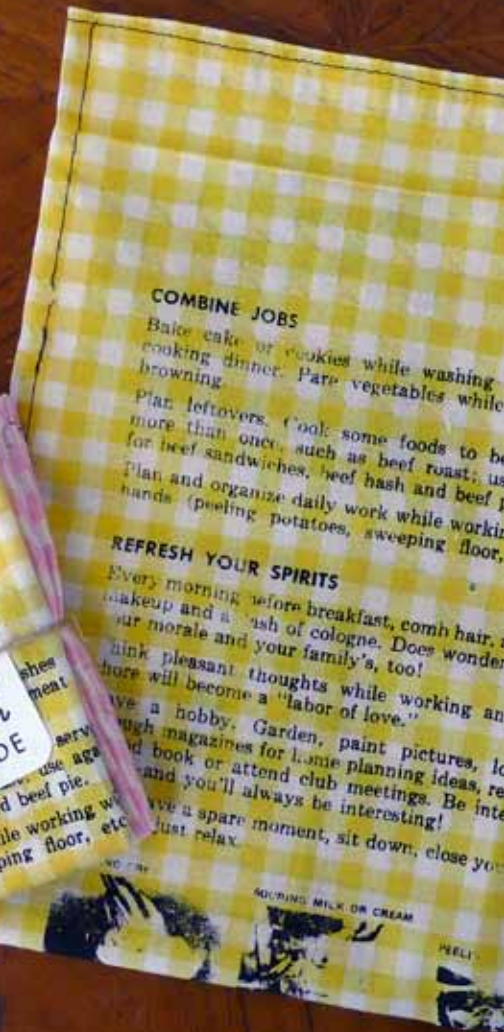 COMBINE JOBS
Bake cake or cookies while washing
cooking dinner. Pare vegetables while
browning.
Plan leftovers. Cook some foods to be
more than once, such as beef roast; us
for beef sandwiches, beef hash and beef
Plan and organize daily work while workin
hands (peeling potatoes, sweeping floor,
REFRESH YOUR SPIRITS
Every morning before breakfast, comb hair, a
makeup and a ash of cologne. Does wonder
our morale and your family's, too!
hink pleasant thoughts while working an
hore will become a "labor of love."
ve a hobby. Garden, paint pictures, lo
ugh magazines for home planning ideas, re
d book or attend club meetings. Be inte
and you'll always be interesting!
ave a spare moment, sit down, close yo
just relax
SOURING MILK OR CREAM
PEELI
shes
meat
DE
serv
use aga
d beef pie.
ile working w
ping floor, etc